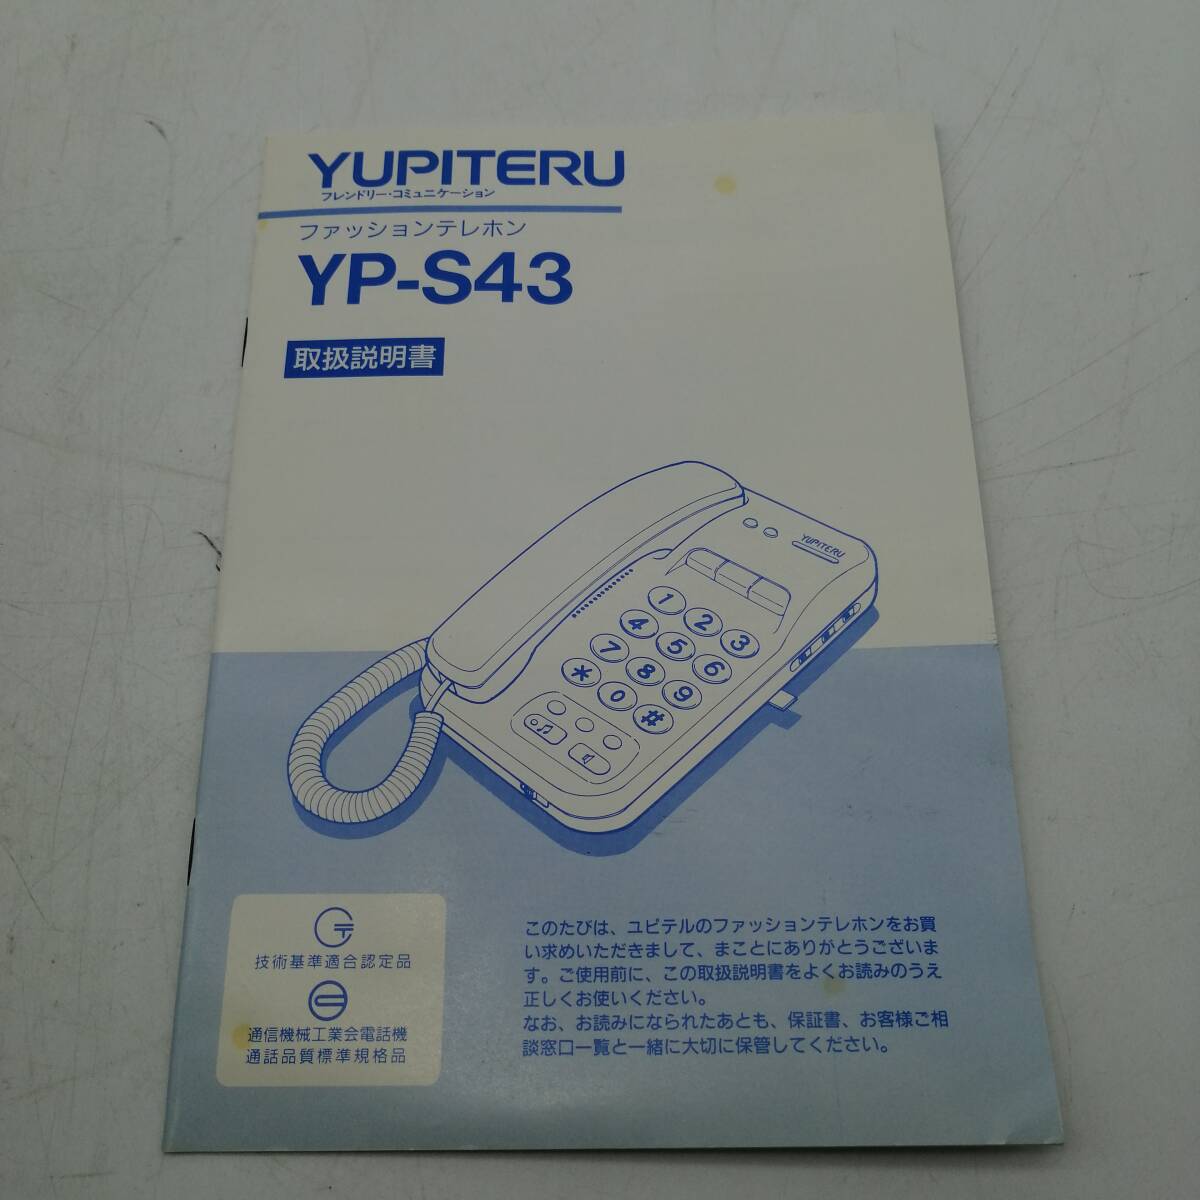 YUPITERU
フレンドリー・コミュニケーション
ファッションテレホン
YP-S43
取扱説明書
YUPITERU
1 2 3
4 5 6
7 8 9
* 0 #
技術基準適合認定品
通信機械工業会電話機
通話品質標準規格品
このたびは、ユピテルのファッションテレホンをお買
い求めいただきまして、まことにありがとうございま
す。ご使用前に、この取扱説明書をよくお読みのうえ
正しくお使いください。
なお、お読みになられたあとも、保証書、お客様ご相
談窓口一覧と一緒に大切に保管してください。